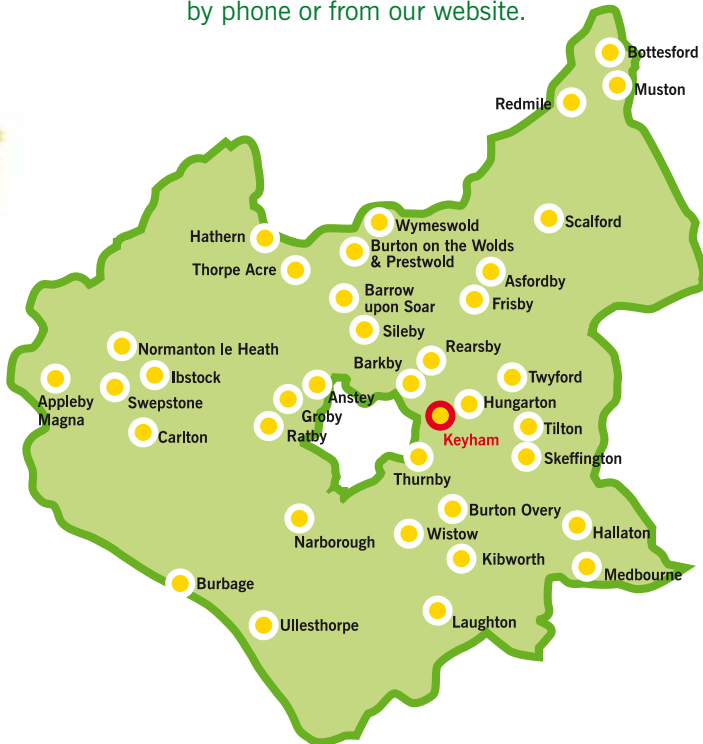 by phone or from our website.
Bottesford
Muston
Redmile
Scalford
Wymeswold
Hathern
Burton on the Wolds
& Prestwold
Thorpe Acre
Asfordby
Barrow
upon Soar
Frisby
Sileby
Normanton le Heath
Rearsby
Barkby
Ibstock
Twyford
Appleby
Magna
Swepstone
Anstey
Hungarton
Groby
Carlton
Ratby
Keyham
Tilton
Skeffington
Thurnby
Burton Overy
Narborough
Wistow
Hallaton
Kibworth
Medbourne
Burbage
Ullesthorpe
Laughton